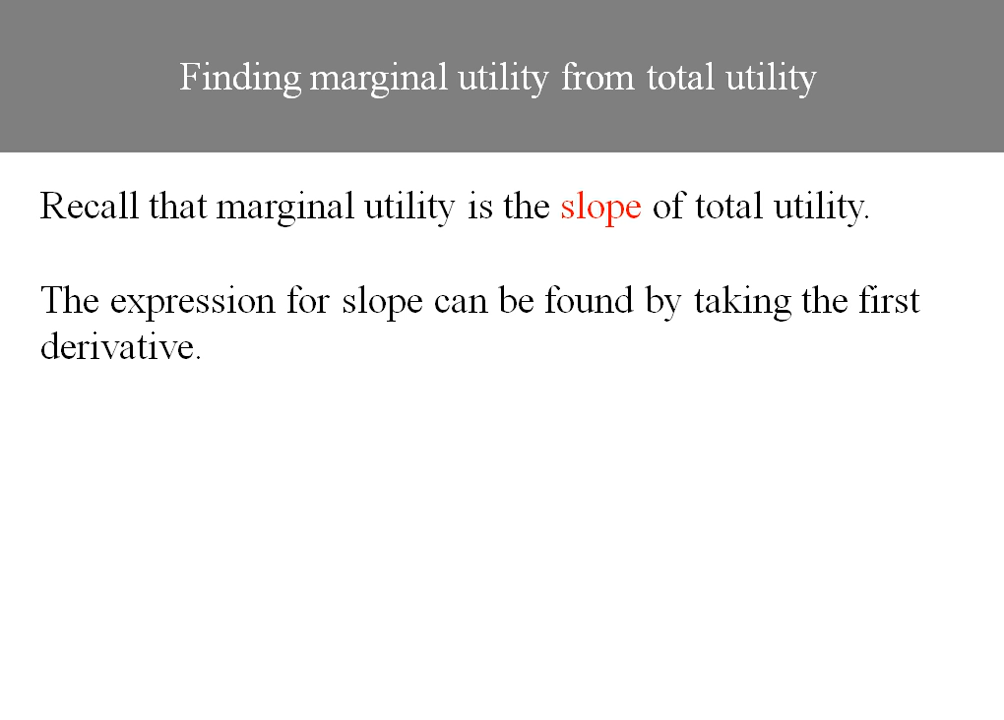 Finding marginal utility from total utility
Recall that marginal utility is the slope of total utility.
The expression for slope can be found by taking the first
derivative.